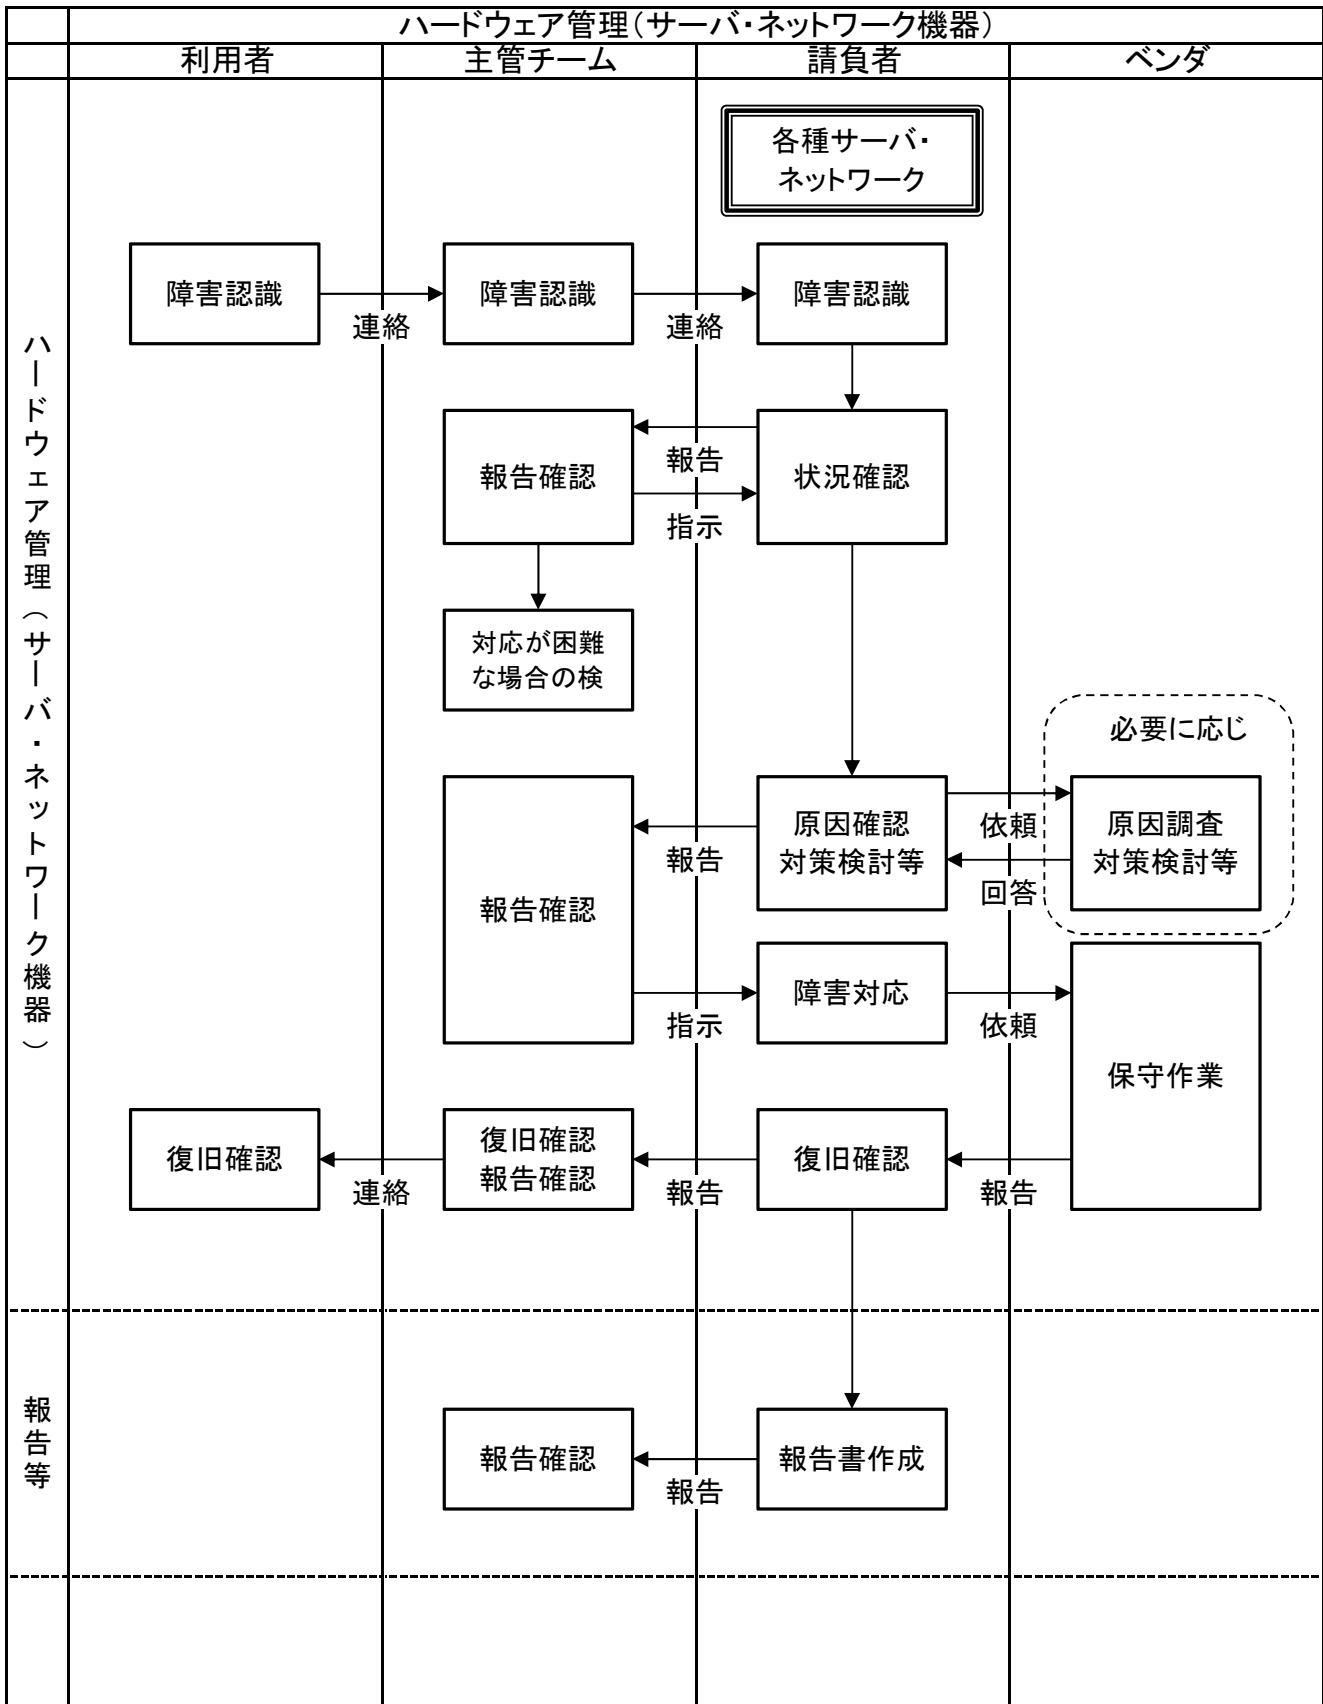 ハードウェア管理(サーバ・ネットワーク機器)
利用者
主管チーム
請負者
ベンダ
各種サーバ・
ネットワーク
障害認識
障害認識
障害認識
連絡
連絡
ハードウェア管理(サーバ・ネットワーク機器)
報告確認
報告
指示
状況確認
対応が困難
な場合の検
必要に応じ
報告確認
報告
原因確認
対策検討等
依頼
回答
原因調査
対策検討等
指示
障害対応
依頼
保守作業
復旧確認
連絡
復旧確認
報告確認
報告
復旧確認
報告
報告等
報告確認
報告
報告書作成